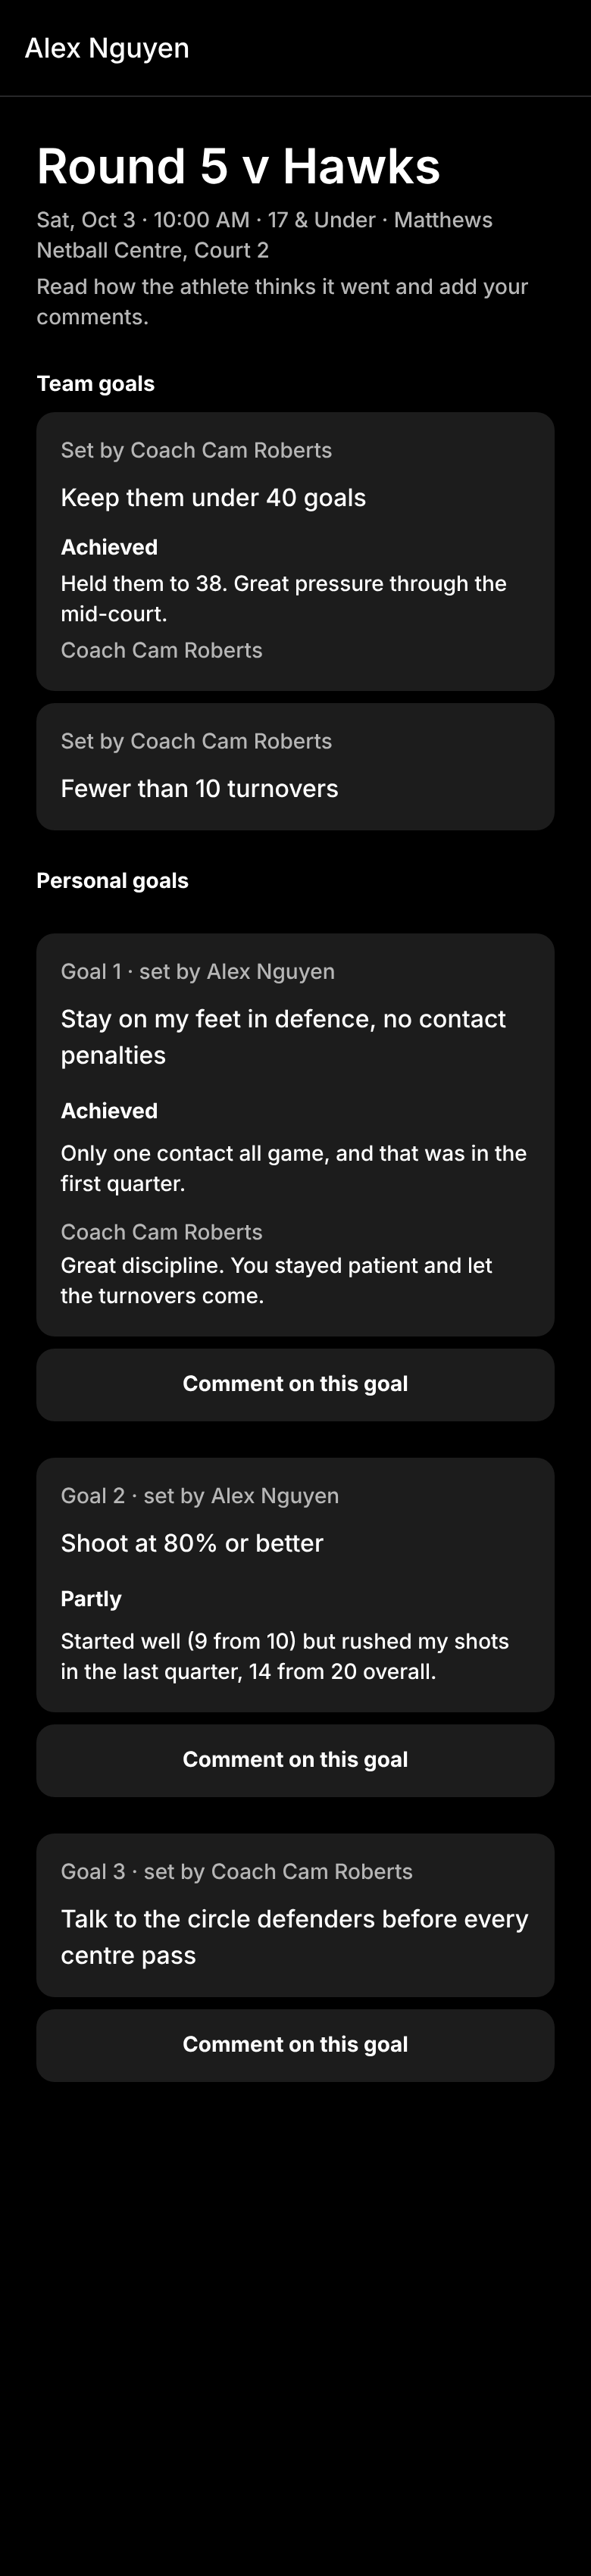 Alex Nguyen
Round 5 v Hawks
Sat, Oct 3 · 10:00 AM · 17 & Under · Matthews
Netball Centre, Court 2
Read how the athlete thinks it went and add your
comments.
Team goals
Set by Coach Cam Roberts
Keep them under 40 goals
Achieved
Held them to 38. Great pressure through the
mid-court.
Coach Cam Roberts
Set by Coach Cam Roberts
Fewer than 10 turnovers
Personal goals
Goal 1 · set by Alex Nguyen
Stay on my feet in defence, no contact
penalties
Achieved
Only one contact all game, and that was in the
first quarter.
Coach Cam Roberts
Great discipline. You stayed patient and let
the turnovers come.
Comment on this goal
Goal 2 · set by Alex Nguyen
Shoot at 80% or better
Partly
Started well (9 from 10) but rushed my shots
in the last quarter, 14 from 20 overall.
Comment on this goal
Goal 3 · set by Coach Cam Roberts
Talk to the circle defenders before every
centre pass
Comment on this goal